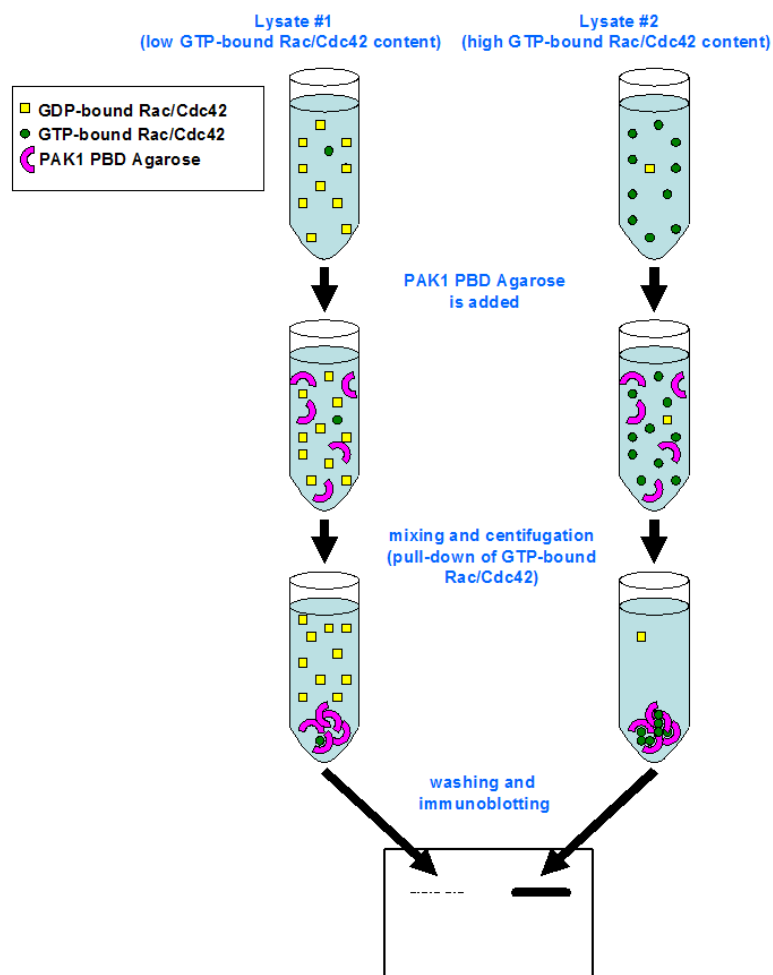 Lysate #1
(low GTP-bound Rac/Cdc42 content)
Lysate #2
(high GTP-bound Rac/Cdc42 content)
GDP-bound Rac/Cdc42
GTP-bound Rac/Cdc42
PAK1 PBD Agarose
PAK1 PBD Agarose
is added
mixing and centifugation
(pull-down of GTP-bound
Rac/Cdc42)
washing and
immunoblotting